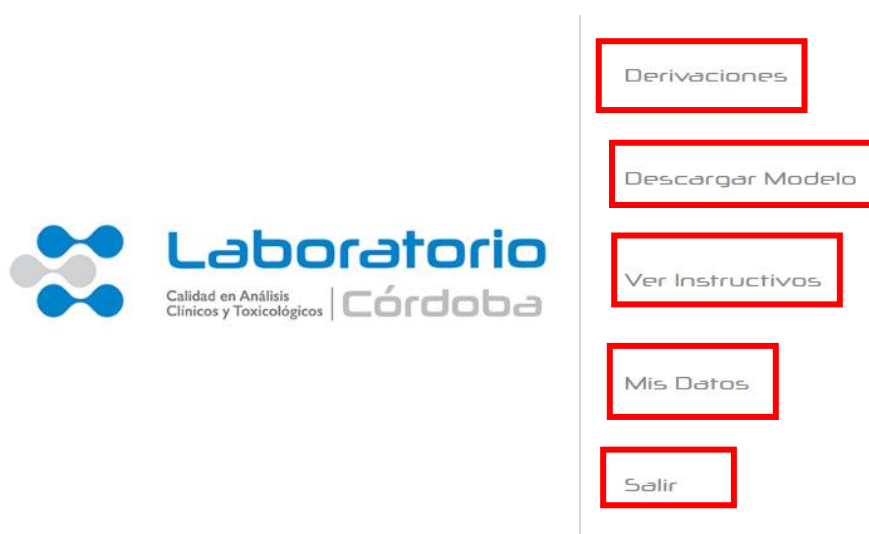 Laboratorio
Calidad en Análisis
Clínicos y Toxicológicos
Córdoba
Derivaciones
Descargar Modelo
Ver Instructivos
Mis Datos
Salir